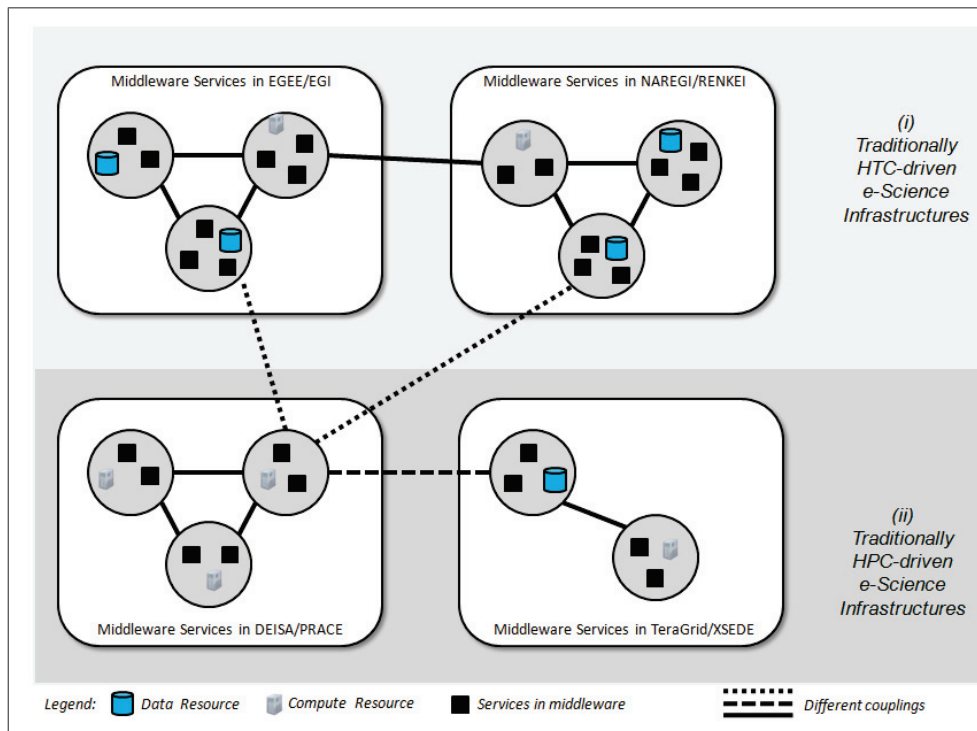 Middleware Services in EGEE/EGI
Middleware Services in NAREGI/RENKEI
(i)
Traditionally
HTC-driven
e-Science
Infrastructures
(ii)
Traditionally
HPC-driven
e-Science
Infrastructures
Middleware Services in DEISA/PRACE
Middleware Services in TeraGrid/XSEDE
Legend:
Data Resource
Compute Resource
Services in middleware
Different couplings